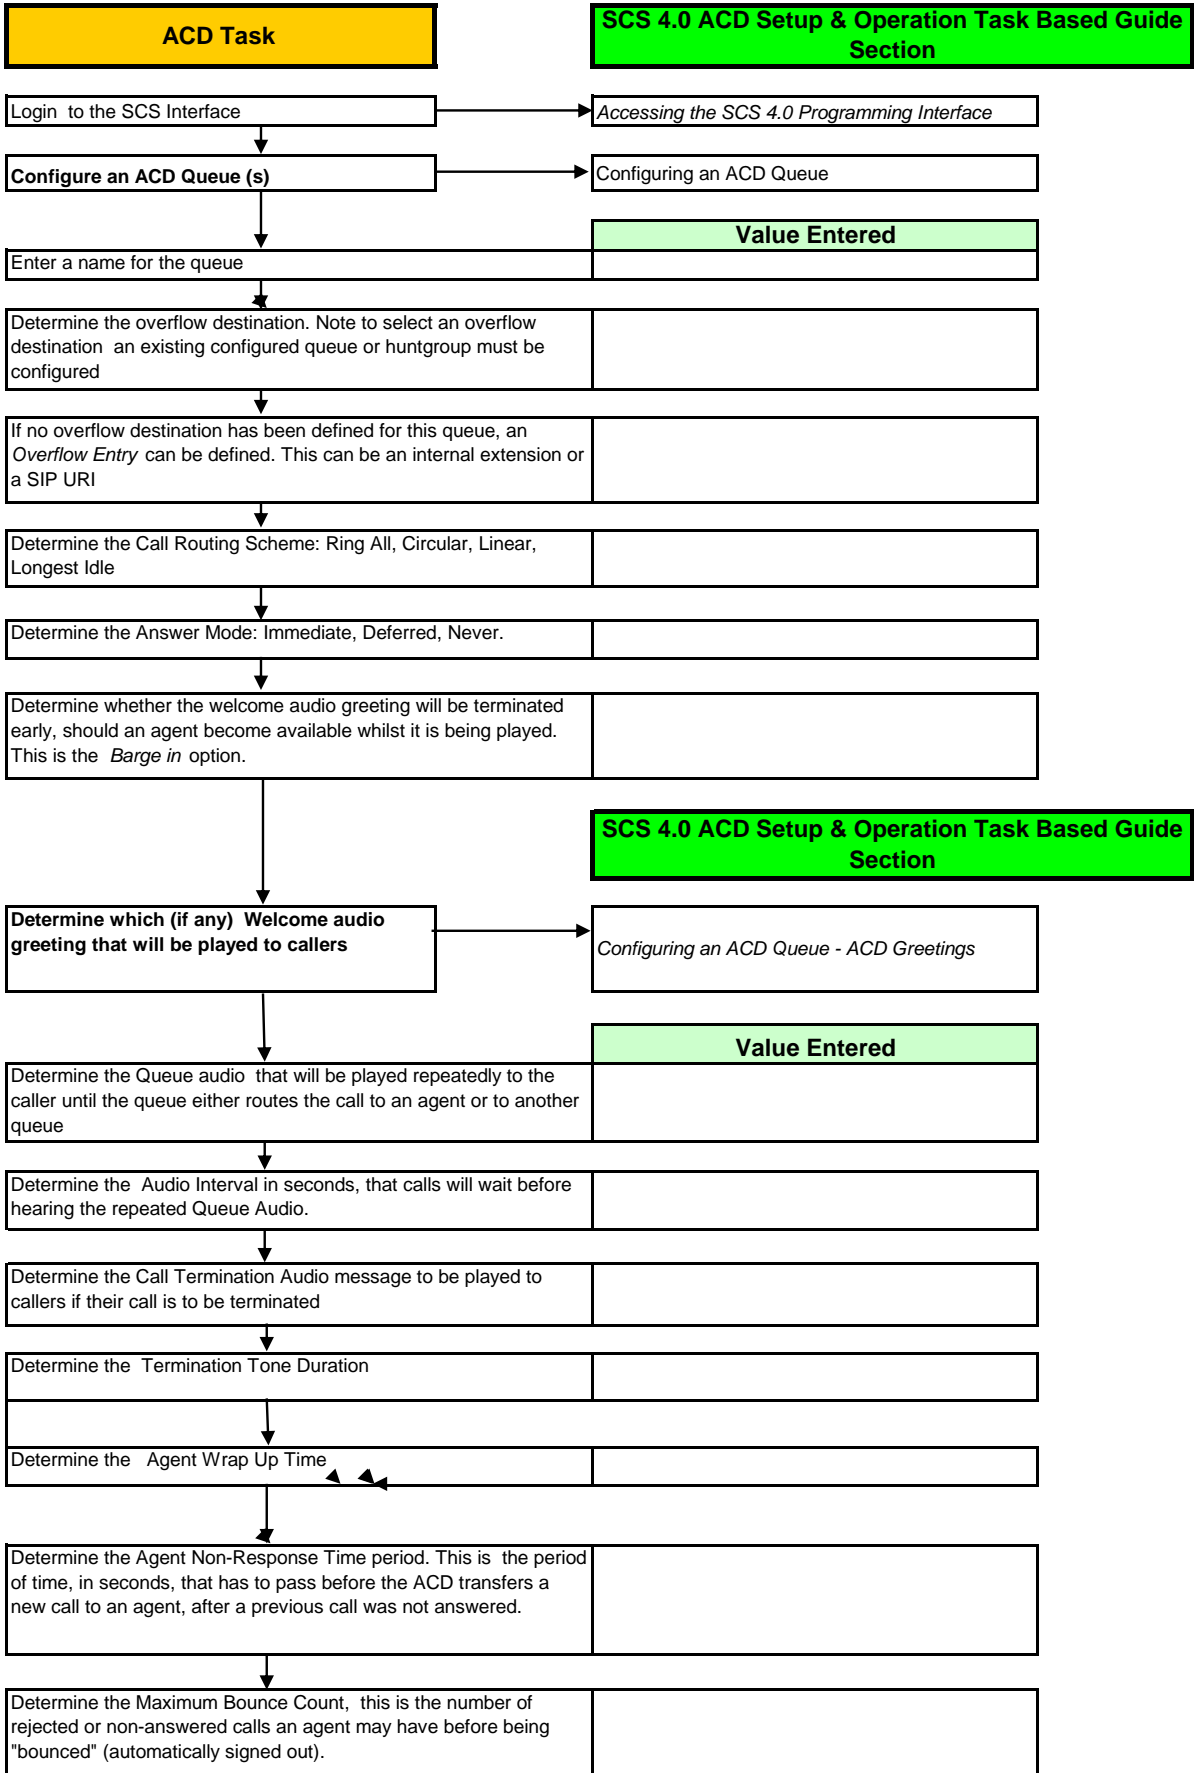 ACD Task
SCS 4.0 ACD Setup & Operation Task Based Guide
Section
Login to the SCS Interface
Accessing the SCS 4.0 Programming Interface
Configure an ACD Queue (s)
Configuring an ACD Queue
Value Entered
Enter a name for the queue
Determine the overflow destination. Note to select an overflow
destination an existing configured queue or huntgroup must be
configured
If no overflow destination has been defined for this queue, an
Overflow Entry can be defined. This can be an internal extension or
a SIP URI
Determine the Call Routing Scheme: Ring All, Circular, Linear,
Longest Idle
Determine the Answer Mode: Immediate, Deferred, Never.
Determine whether the welcome audio greeting will be terminated
early, should an agent become available whilst it is being played.
This is the Barge in option.
SCS 4.0 ACD Setup & Operation Task Based Guide
Section
Determine which (if any) Welcome audio
greeting that will be played to callers
Configuring an ACD Queue - ACD Greetings
Value Entered
Determine the Queue audio that will be played repeatedly to the
caller until the queue either routes the call to an agent or to another
queue
Determine the Audio Interval in seconds, that calls will wait before
hearing the repeated Queue Audio.
Determine the Call Termination Audio message to be played to
callers if their call is to be terminated
Determine the Termination Tone Duration
Determine the Agent Wrap Up Time
Determine the Agent Non-Response Time period. This is the period
of time, in seconds, that has to pass before the ACD transfers a
new call to an agent, after a previous call was not answered.
Determine the Maximum Bounce Count, this is the number of
rejected or non-answered calls an agent may have before being
"bounced" (automatically signed out).